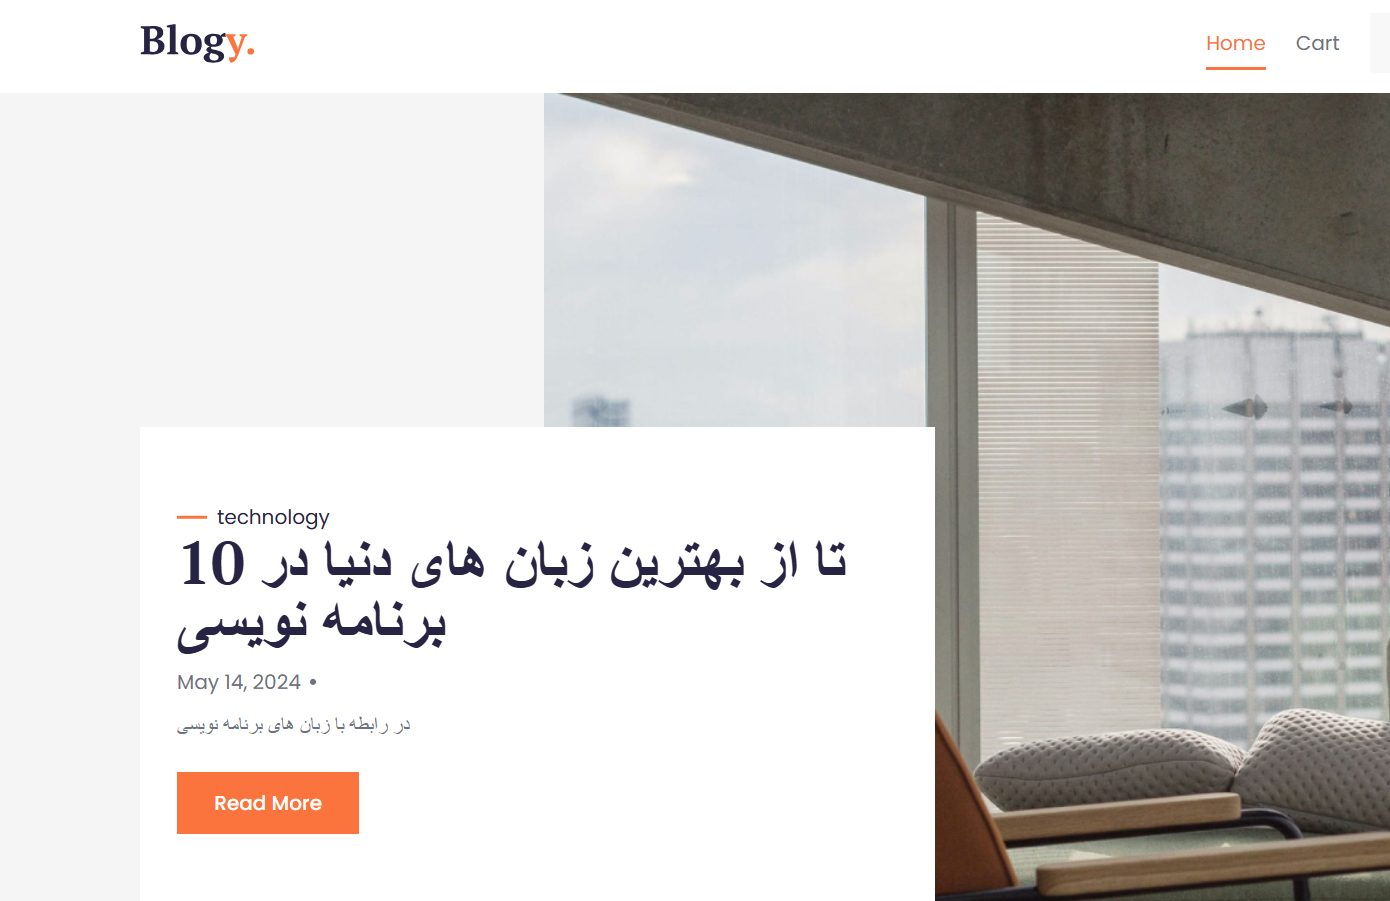 Blogy.
Home
Cart
technology
10 تا از بهترین زبان های دنیا در
برنامه نویسی
May 14, 2024 •
در رابطه با زبان های برنامه نویسی
Read More